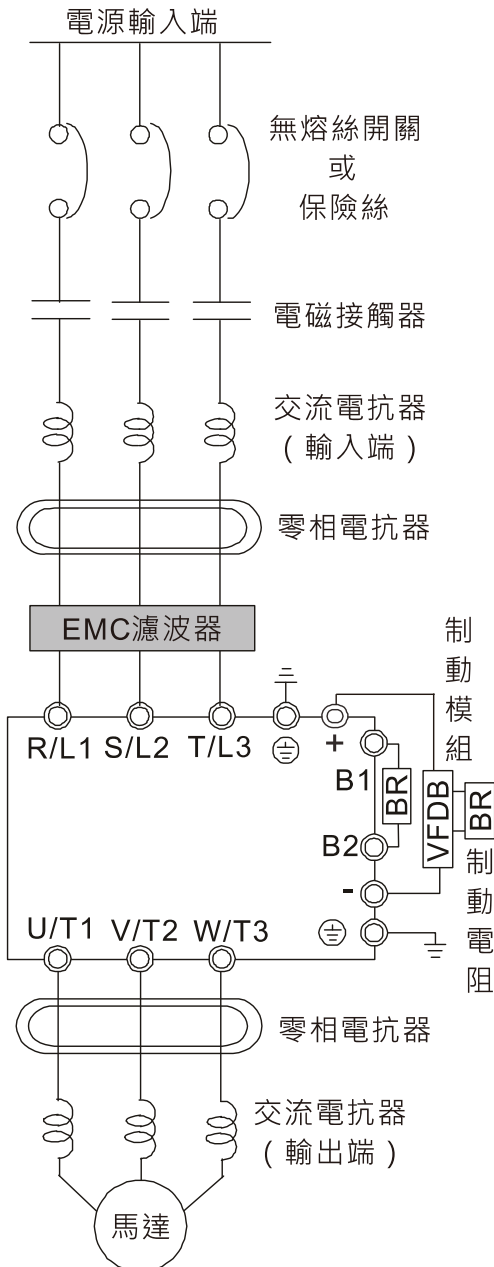 電源輸入端
無熔絲開關
或
保險絲
電磁接觸器
交流電抗器
(輸入端)
零相電抗器
EMC濾波器
制動模組
R/L1 S/L2 T/L3
+
B1
BR
VFDB
BR
B2
-
制動電阻
U/T1 V/T2 W/T3
零相電抗器
交流電抗器
(輸出端)
馬達